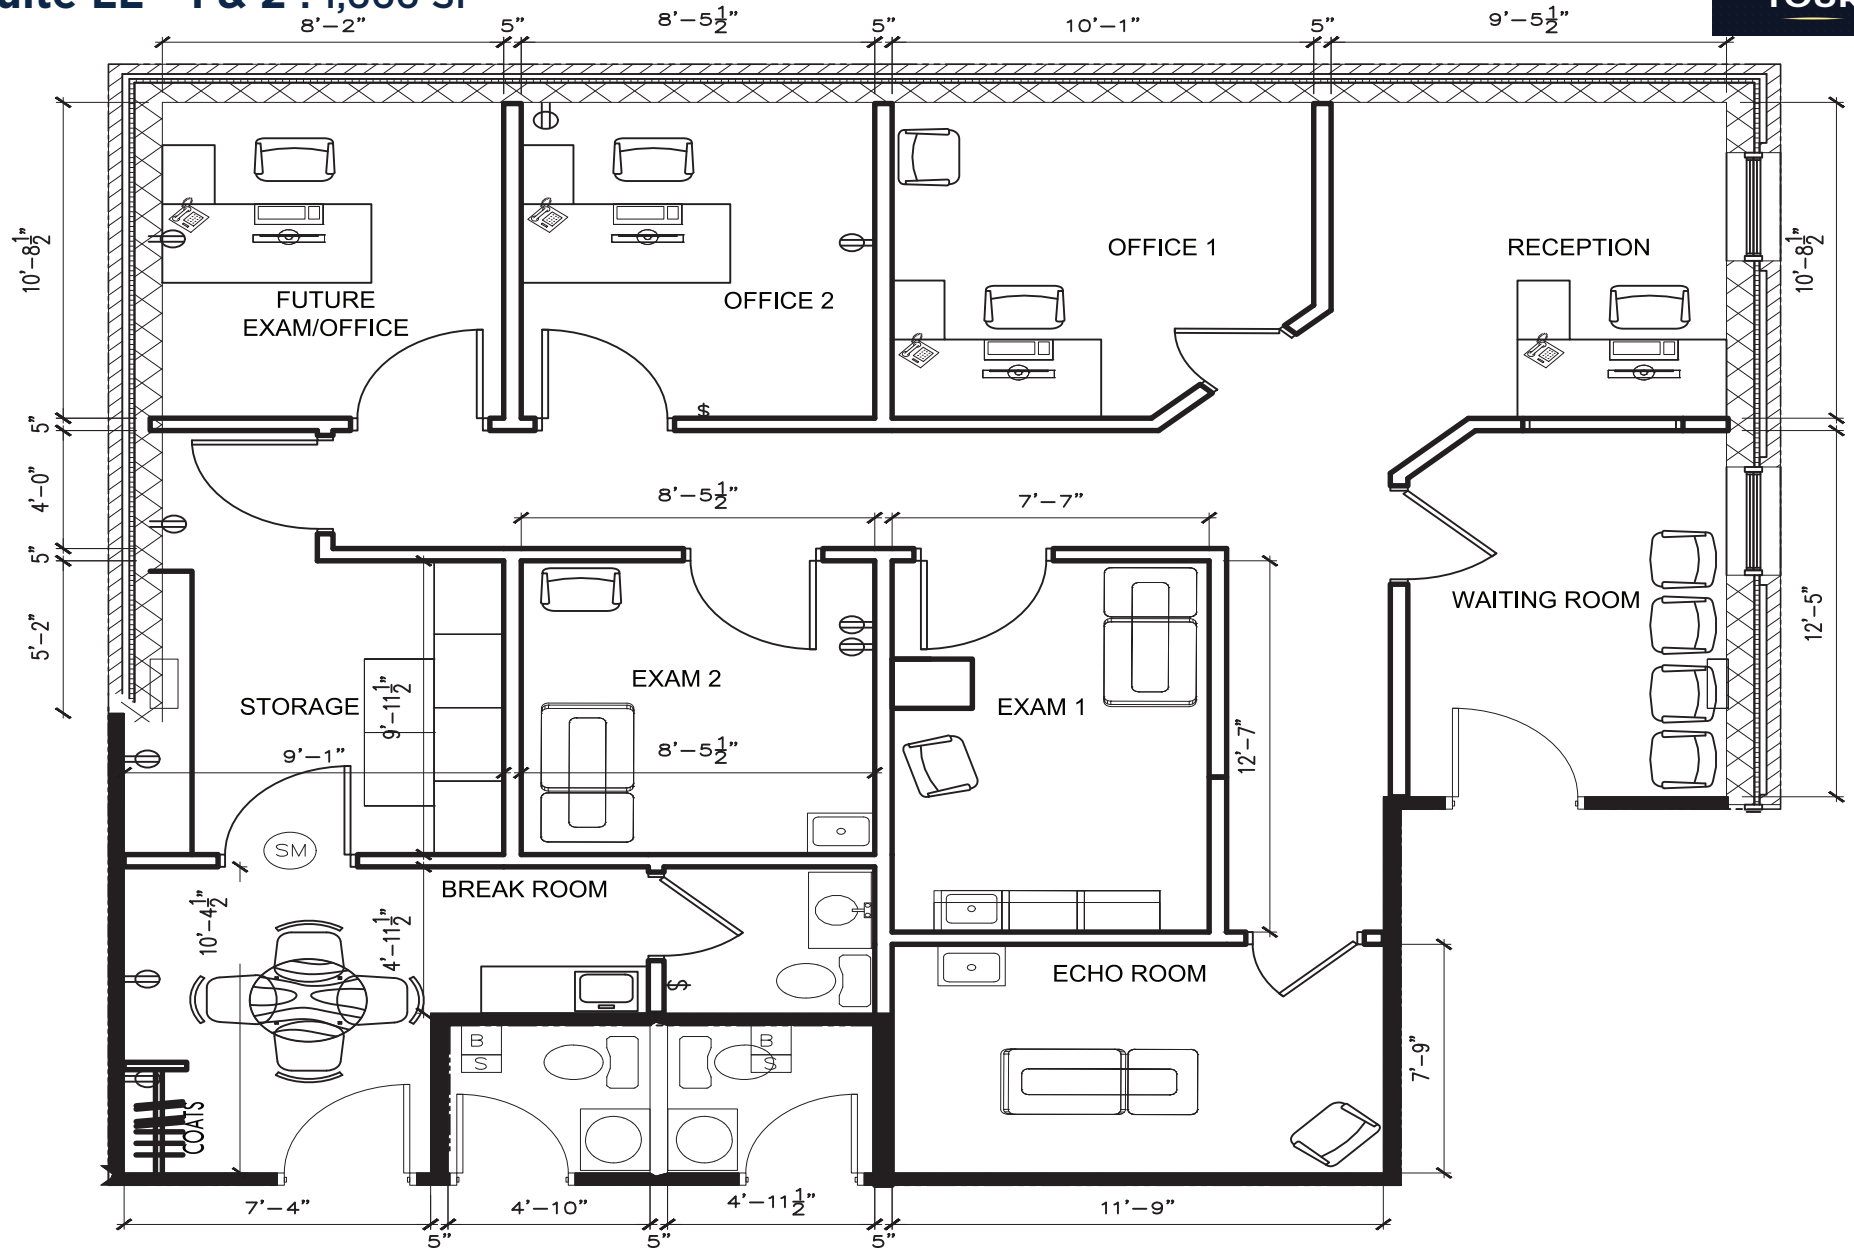 8'-2" 5" 8'-5½" 5" 10'-1" 5" 9'-5½"
10'-8½"
10'-8½"
OFFICE 1
RECEPTION
FUTURE
EXAM/OFFICE
OFFICE 2
$
5"
4'-0"
5"
5'-2"
8'-5½"
7'-7"
WAITING ROOM
12'-5"
EXAM 2
STORAGE
9'-11½"
EXAM 1
9'-1"
8'-5½"
12'-7"
SM
BREAK ROOM
10'-4½"
4'-11½"
ECHO ROOM
$
B
S
B
S
7'-9"
COATS
7'-4" 4'-10" 4'-11½" 11'-9"
5" 5" 5"